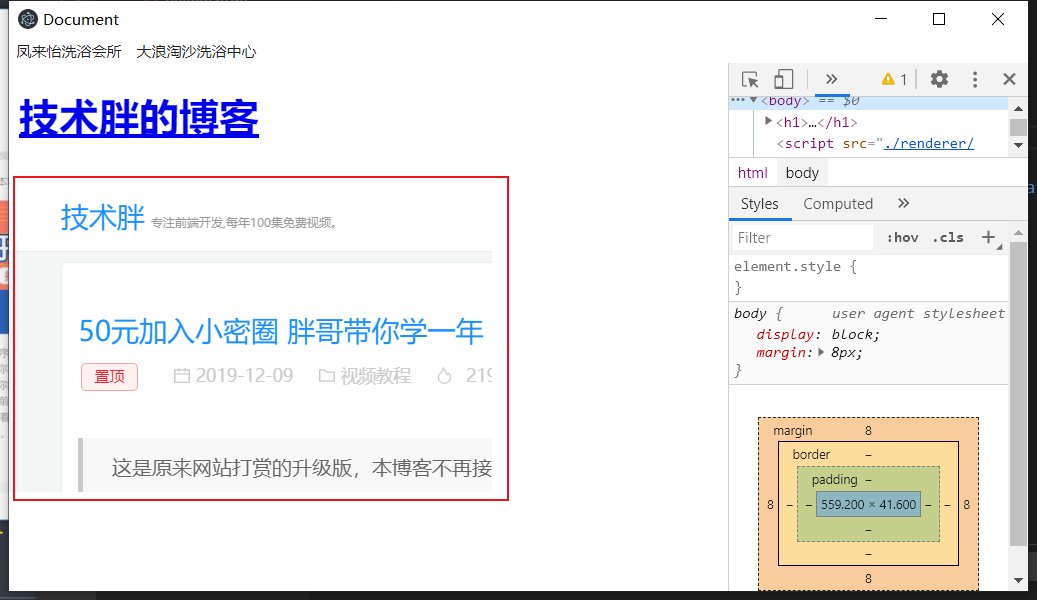 Document
凤来怡洗浴会所 大浪淘沙洗浴中心
技术胖的博客
技术胖 专注前端开发,每年100集免费视频。
50元加入小密圈 胖哥带你学一年
置顶 2019-12-09 视频教程 219
这是原来网站打赏的升级版，本博客不再接
1
<body> == $0
<h1>…</h1>
<script src="./renderer/
html body
Styles Computed
Filter :hov .cls
element.style {
}
body { user agent stylesheet
display: block;
margin: 8px;
}
margin 8
border –
padding –
8 – – 559.200 × 41.600 – – 8
–
–
8